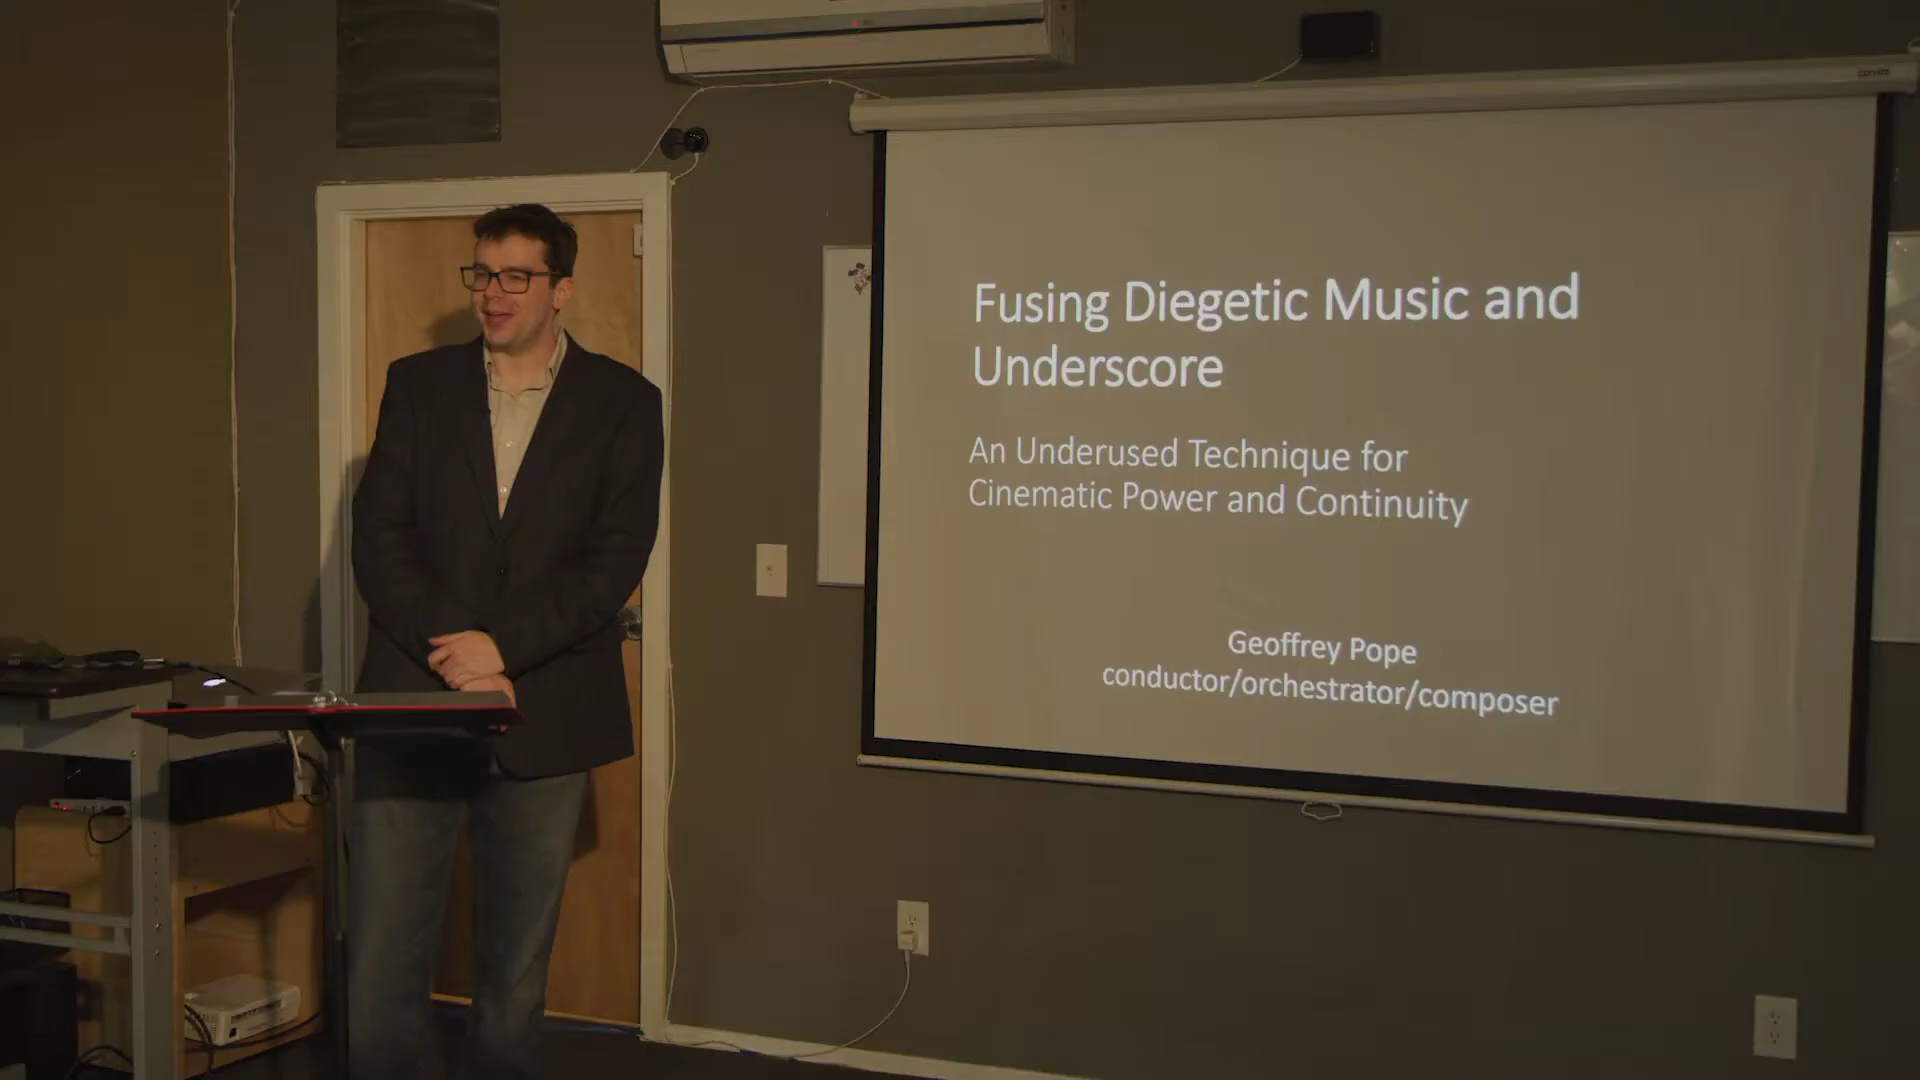 Fusing Diegetic Music and
Underscore
An Underused Technique for
Cinematic Power and Continuity
Geoffrey Pope
conductor/orchestrator/composer